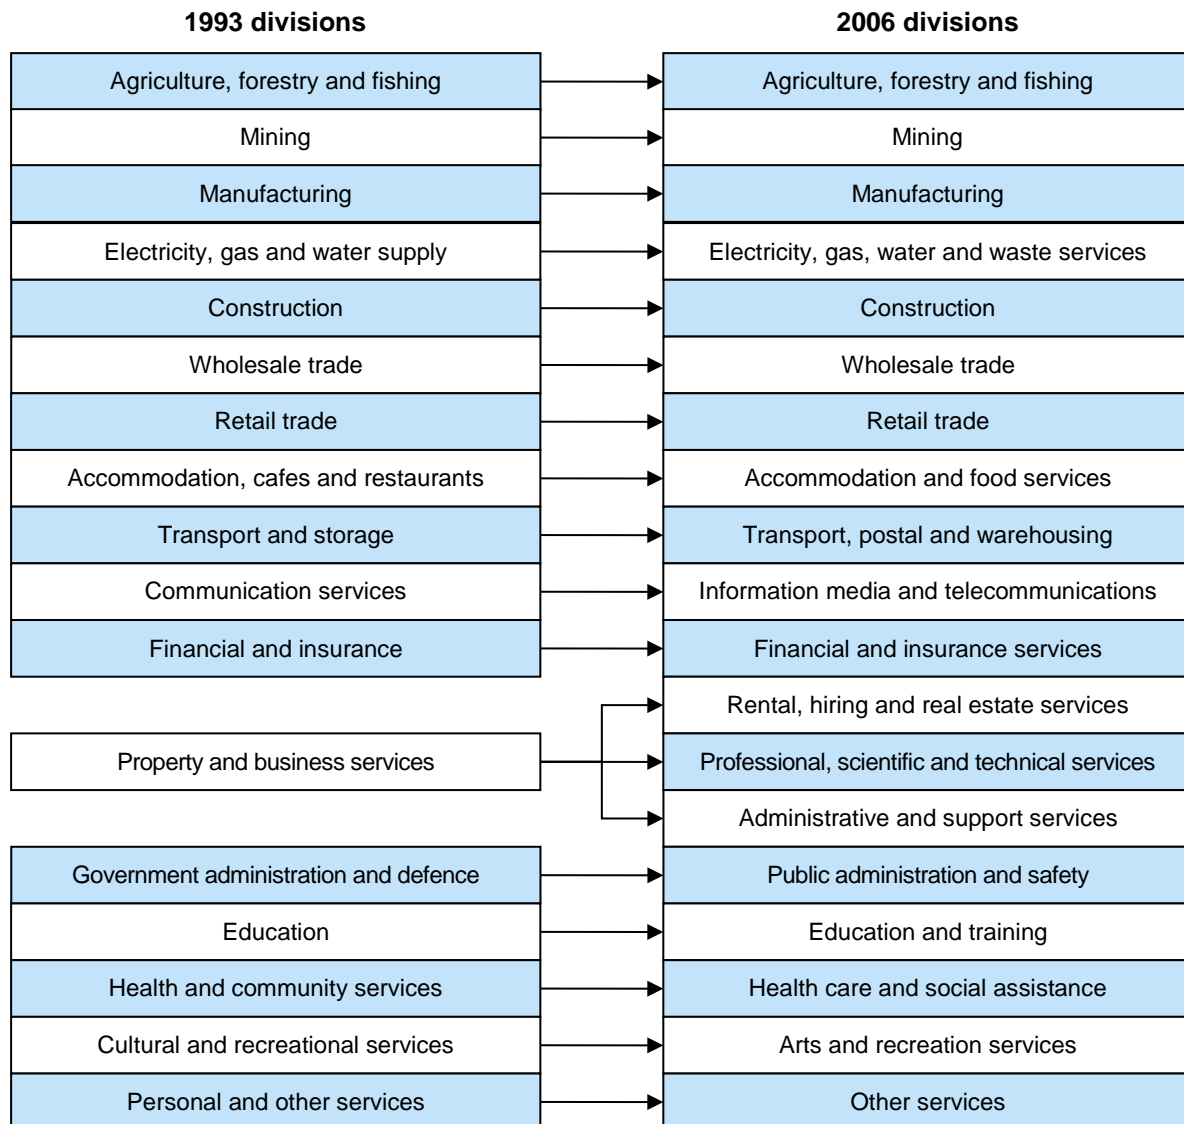 1993 divisions 2006 divisions
Agriculture, forestry and fishing Agriculture, forestry and fishing
Mining Mining
Manufacturing Manufacturing
Electricity, gas and water supply Electricity, gas, water and waste services
Construction Construction
Wholesale trade Wholesale trade
Retail trade Retail trade
Accommodation, cafes and restaurants Accommodation and food services
Transport and storage Transport, postal and warehousing
Communication services Information media and telecommunications
Financial and insurance Financial and insurance services
Rental, hiring and real estate services
Property and business services Professional, scientific and technical services
Administrative and support services
Government administration and defence Public administration and safety
Education Education and training
Health and community services Health care and social assistance
Cultural and recreational services Arts and recreation services
Personal and other services Other services